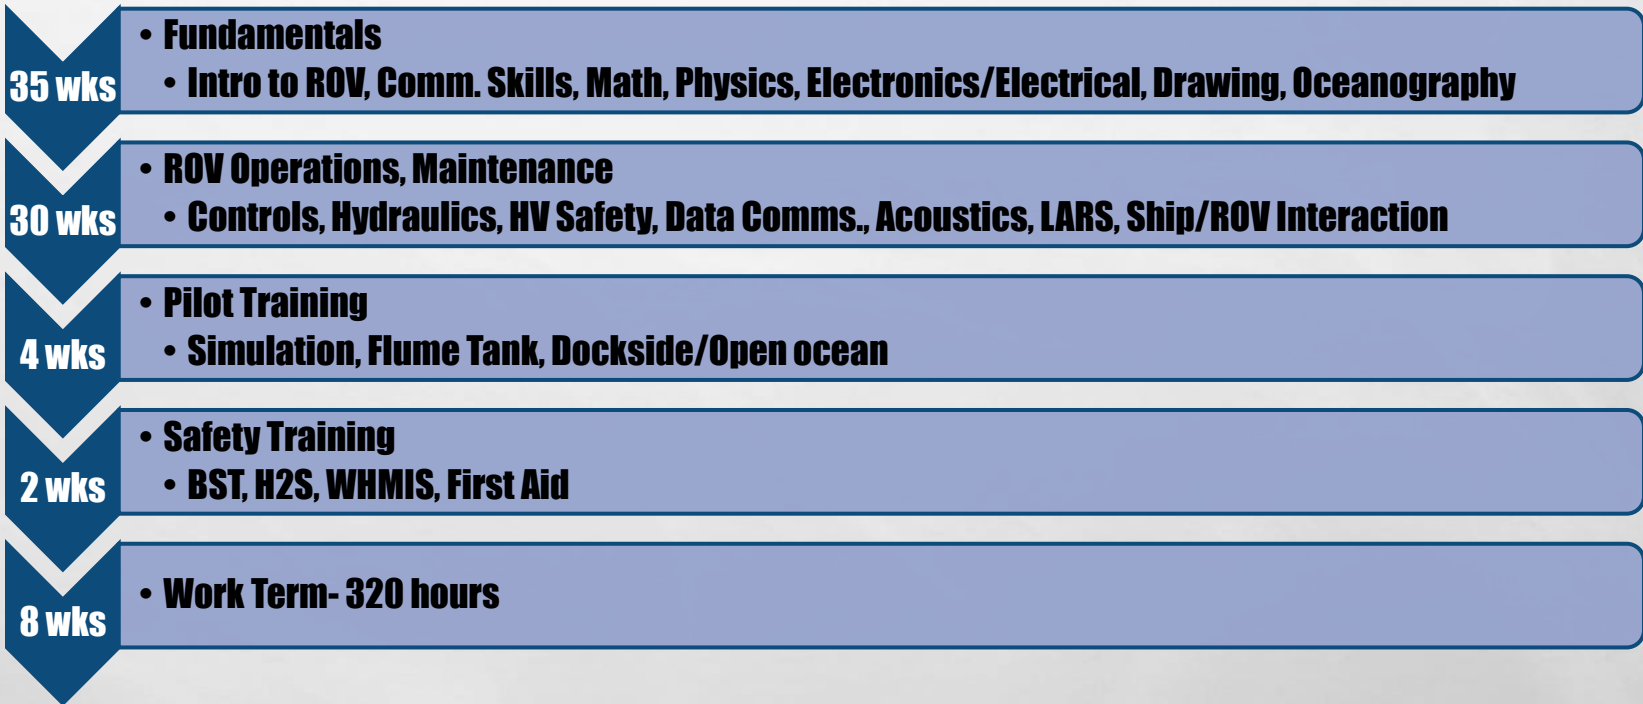 35 wks
• Fundamentals
• Intro to ROV, Comm. Skills, Math, Physics, Electronics/Electrical, Drawing, Oceanography
30 wks
• ROV Operations, Maintenance
• Controls, Hydraulics, HV Safety, Data Comms., Acoustics, LARS, Ship/ROV Interaction
4 wks
• Pilot Training
• Simulation, Flume Tank, Dockside/Open ocean
2 wks
• Safety Training
• BST, H2S, WHMIS, First Aid
8 wks
• Work Term- 320 hours